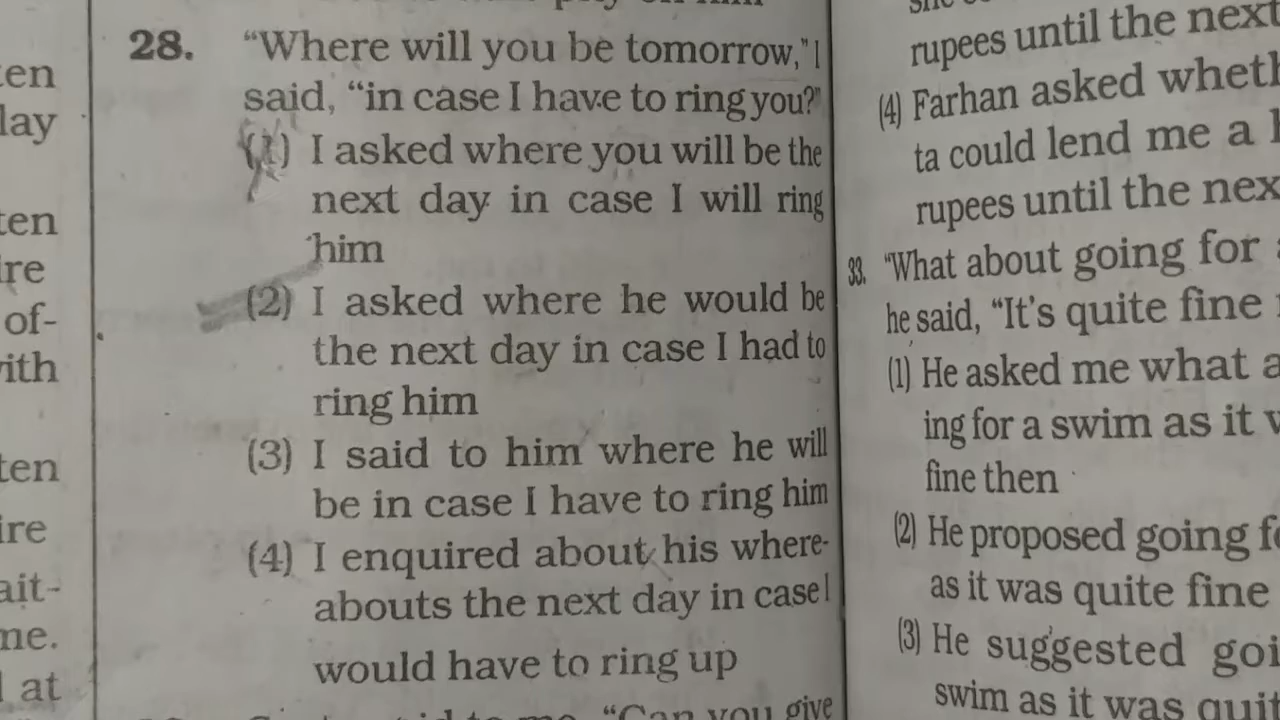 28. "Where will you be tomorrow," I
said, "in case I have to ring you?"
(1) I asked where you will be the
next day in case I will ring
him
(2) I asked where he would be
the next day in case I had to
ring him
(3) I said to him where he will
be in case I have to ring him
(4) I enquired about his where-
abouts the next day in case I
would have to ring up
"Can you give
en
lay
ten
ire
of-
with
ten
ire
ait-
me.
at
rupees until the next
(4) Farhan asked wheth
ta could lend me a
rupees until the nex
33. "What about going for
he said, "It's quite fine
(1) He asked me what a
ing for a swim as it
fine then
(2) He proposed going fo
as it was quite fine
(3) He suggested goi
swim as it was quit